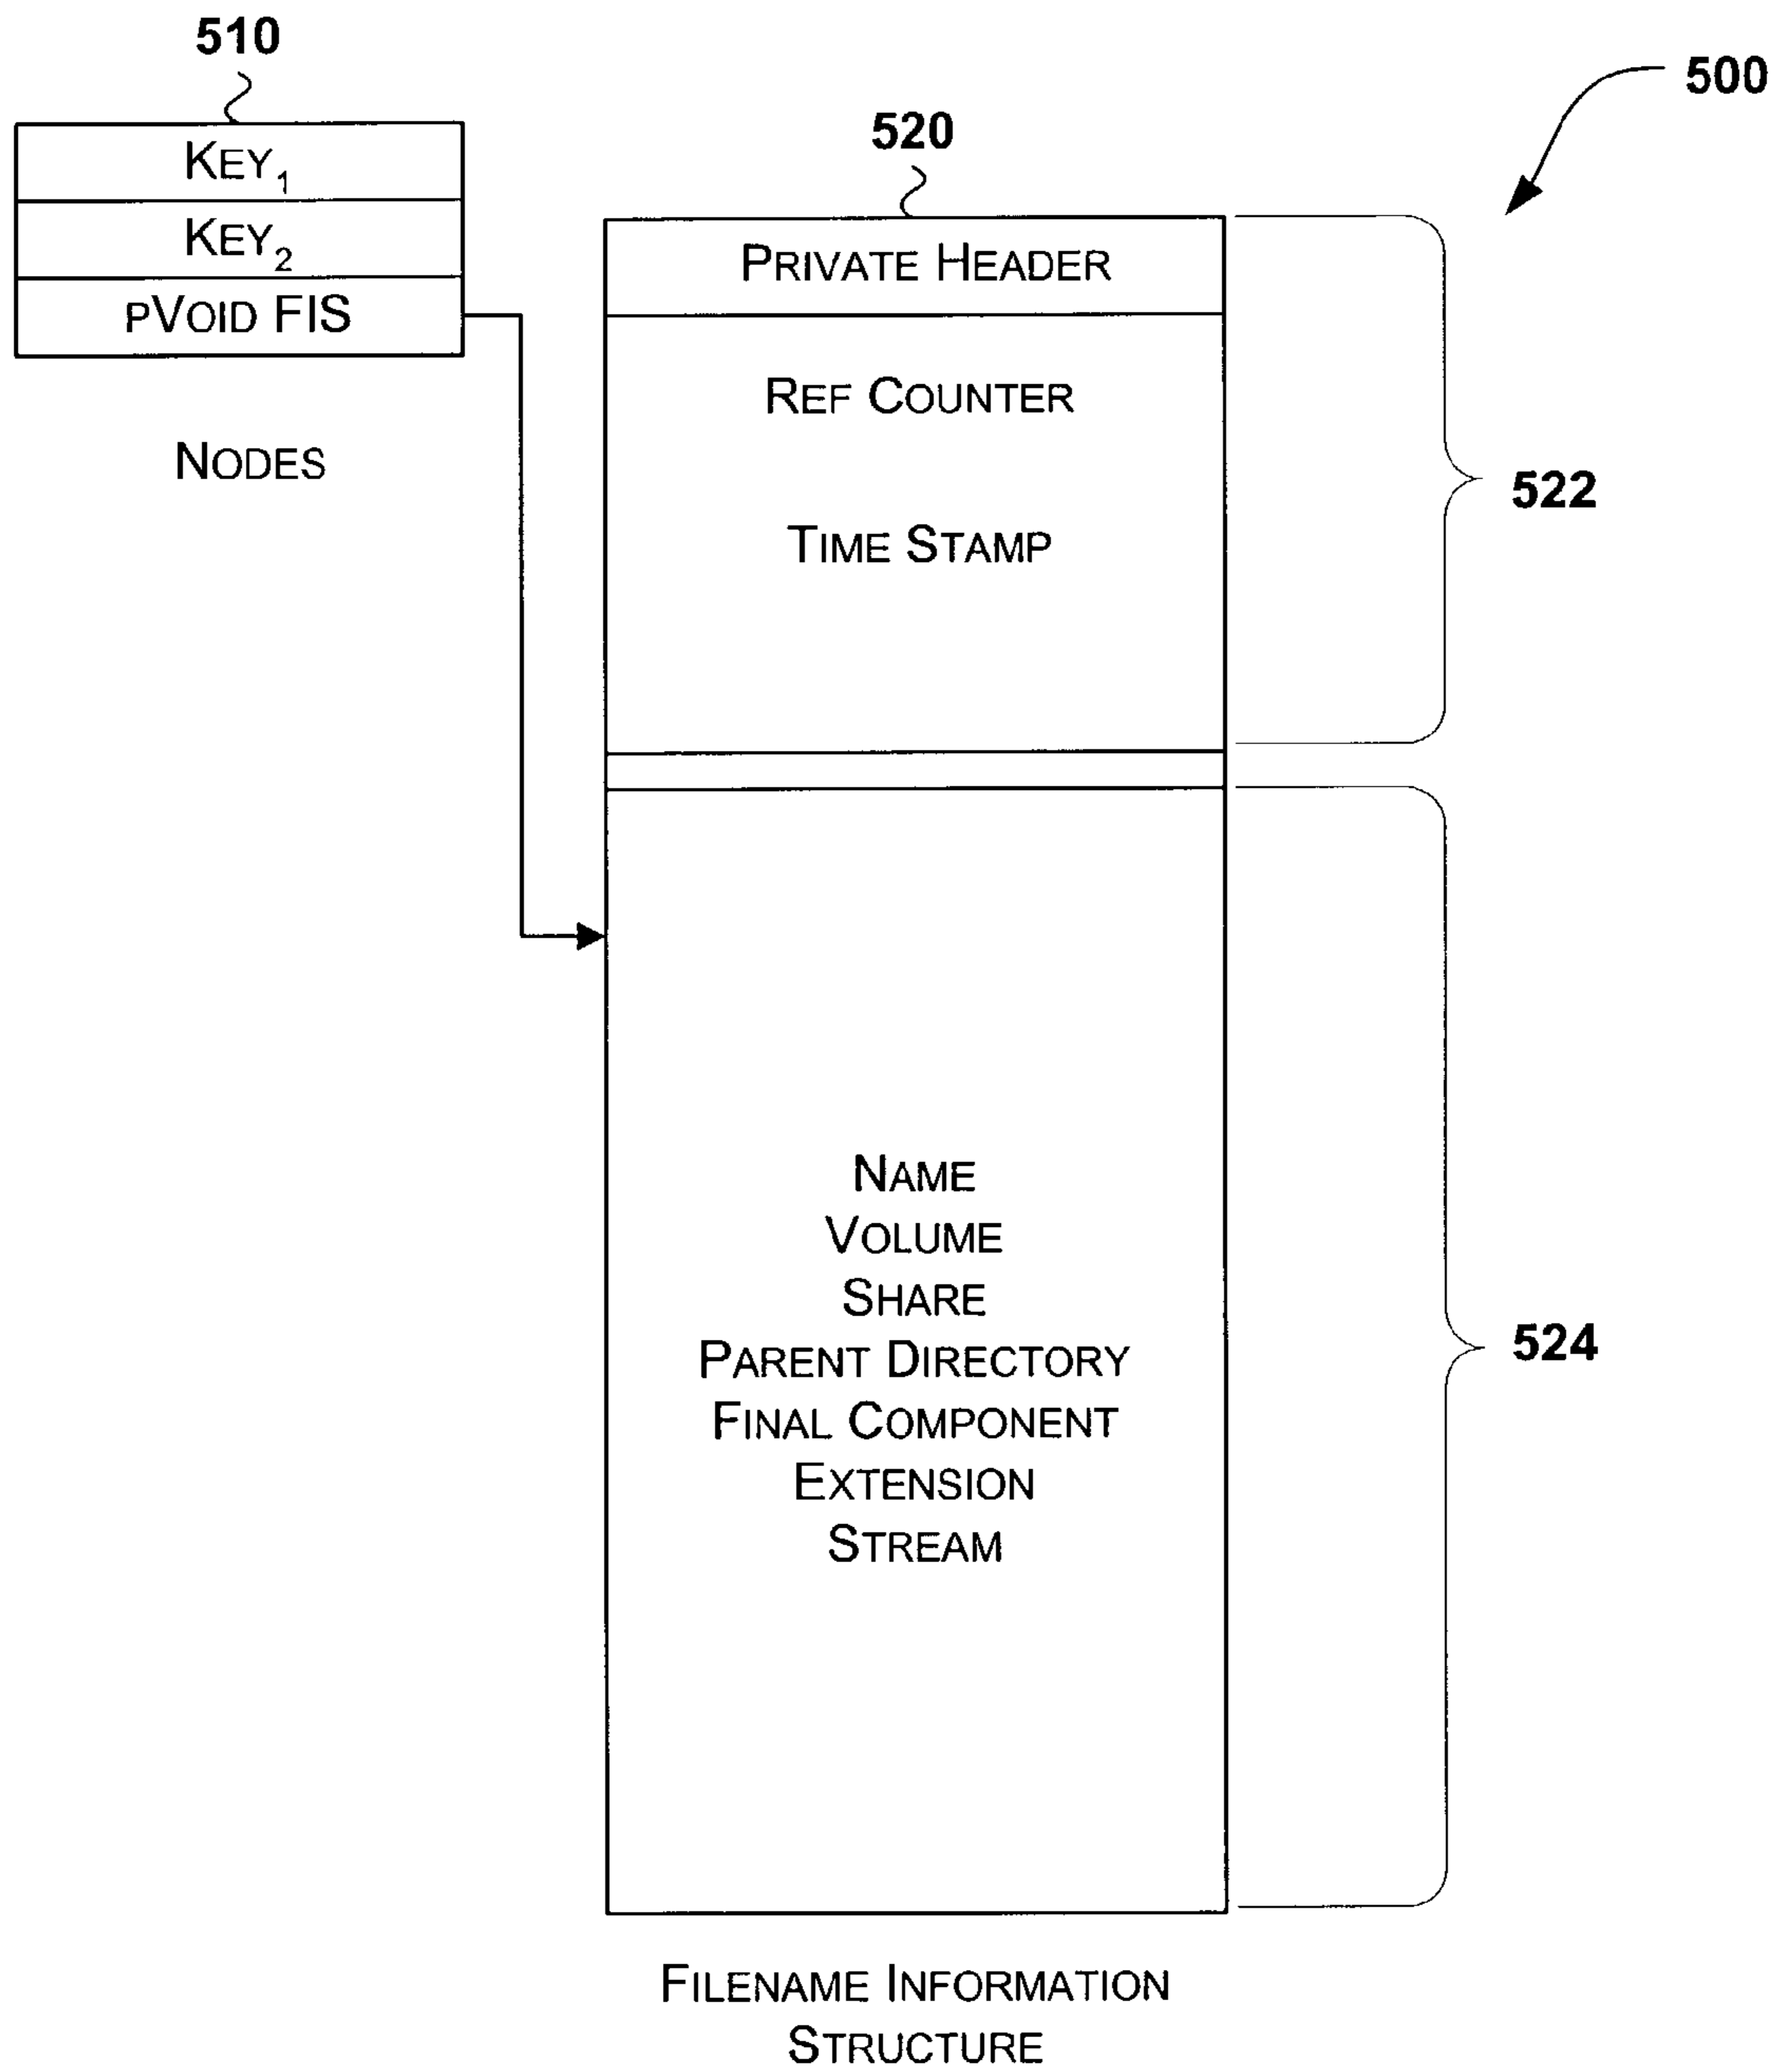 510
500
KEY₁
KEY₂
PVOID FIS
NODES
520
PRIVATE HEADER
REF COUNTER
TIME STAMP
522
NAME
VOLUME
SHARE
PARENT DIRECTORY
FINAL COMPONENT
EXTENSION
STREAM
524
FILENAME INFORMATION
STRUCTURE